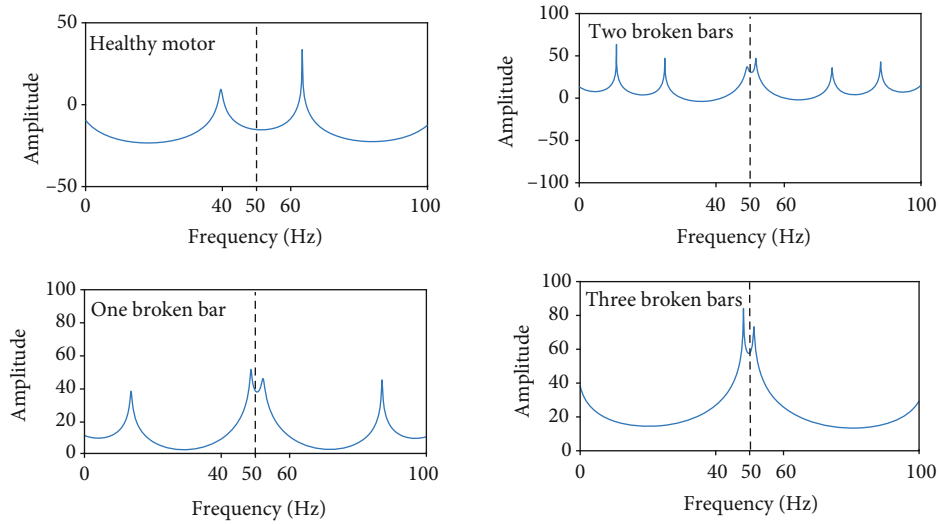 50
Healthy motor
Amplitude
0
−50
0 40 50 60 100
Frequency (Hz)
100
Two broken bars
50
Amplitude
0
−50
−100
0 40 50 60 100
Frequency (Hz)
100
One broken bar
80
60
Amplitude
40
20
0
0 40 50 60 100
Frequency (Hz)
100
Three broken bars
80
60
Amplitude
40
20
0
0 40 50 60 100
Frequency (Hz)